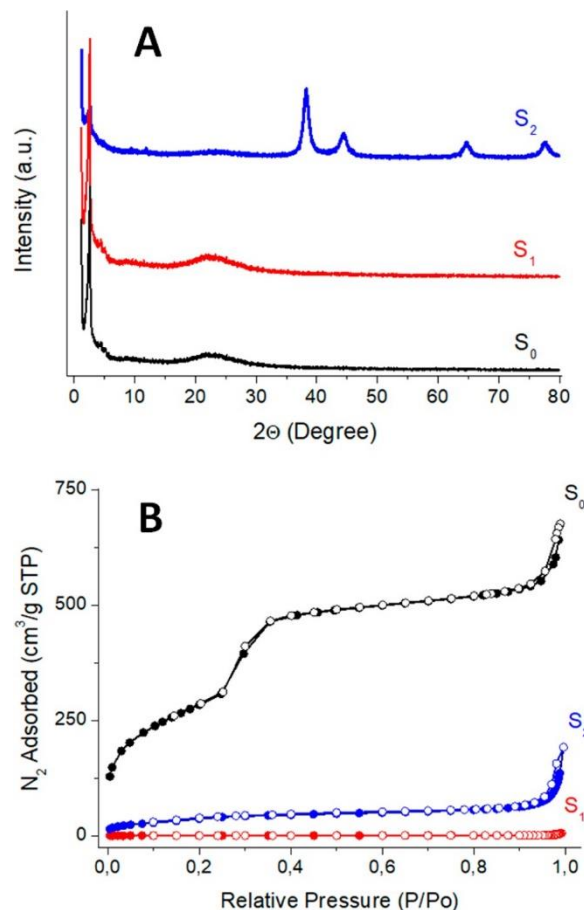 A
S₂
S₁
S₀
Intensity (a.u.)
0 10 20 30 40 50 60 70 80
2Θ (Degree)
B
750
500
250
0
S₀
S₁
N₂ Adsorbed (cm³/g STP)
0,0 0,2 0,4 0,6 0,8 1,0
Relative Pressure (P/Po)